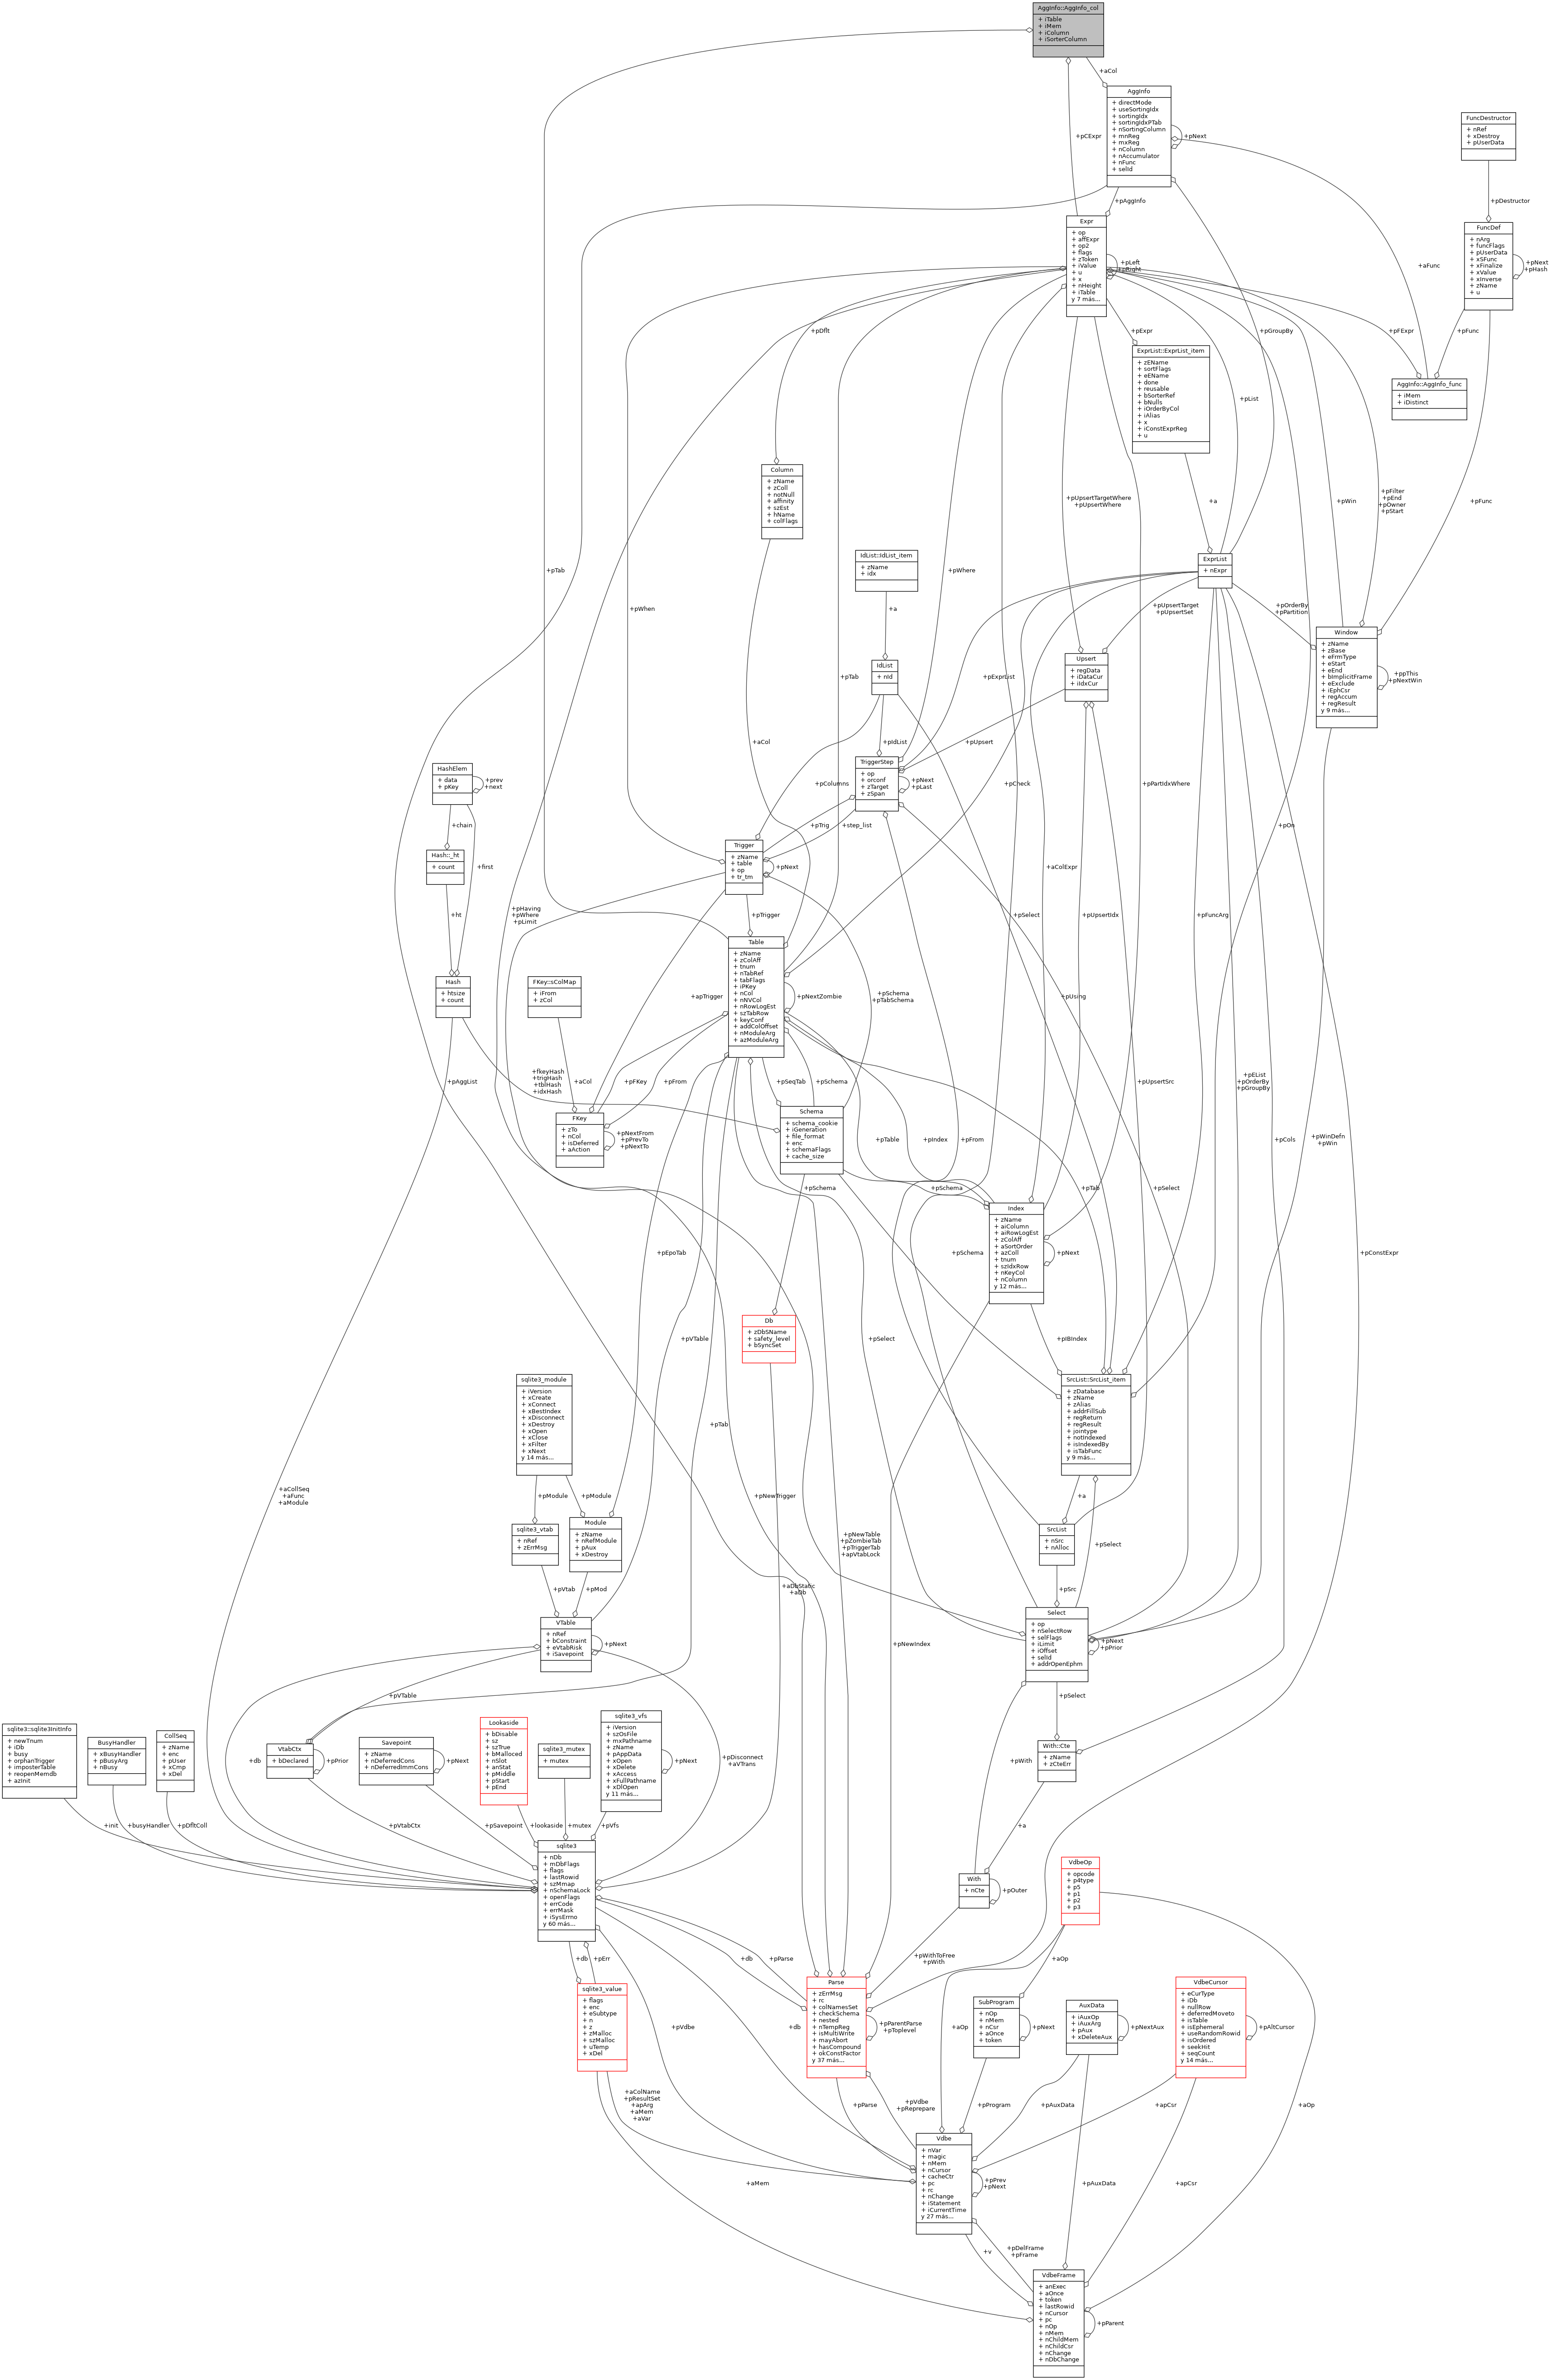 AggInfo::AggInfo_col
+ iTable
+ iMem
+ iColumn
+ iSorterColumn
+aCol
AggInfo
+ directMode
+ useSortingIdx
+ sortingIdx
+ sortingIdxPTab
+ nSortingColumn
+ mnReg
+ mxReg
+ nColumn
+ nAccumulator
+ nFunc
+ selId
+pNext
+pCExpr
FuncDestructor
+ nRef
+ xDestroy
+ pUserData
+pAggInfo
+pDestructor
Expr
+ op
+ affExpr
+ op2
+ flags
+ zToken
+ iValue
+ u
+ x
+ nHeight
+ iTable
y 7 más...
+pLeft
+pRight
+aFunc
FuncDef
+ nArg
+ funcFlags
+ pUserData
+ xSFunc
+ xFinalize
+ xValue
+ xInverse
+ zName
+ u
+pNext
+pHash
+pDflt
+pExpr
+pGroupBy
+pFExpr
+pFunc
ExprList::ExprList_item
+ zEName
+ sortFlags
+ eEName
+ done
+ reusable
+ bSorterRef
+ bNulls
+ iOrderByCol
+ iAlias
+ x
+ iConstExprReg
+ u
AggInfo::AggInfo_func
+ iMem
+ iDistinct
+pList
Column
+ zName
+ zColl
+ notNull
+ affinity
+ szEst
+ hName
+ colFlags
+pUpsertTargetWhere
+pUpsertWhere
+a
+pWin
+pFilter
+pEnd
+pOwner
+pStart
+pFunc
IdList::IdList_item
+ zName
+ idx
+pTab
+pWhere
ExprList
+ nExpr
+a
+pWhen
+pUpsertTarget
+pUpsertSet
+pOrderBy
+pPartition
Window
+ zName
+ zBase
+ eFrmType
+ eStart
+ eEnd
+ bImplicitFrame
+ eExclude
+ iEphCsr
+ regAccum
+ regResult
y 9 más...
+ppThis
+pNextWin
IdList
+ nId
+pTab
+pExprList
Upsert
+ regData
+ iDataCur
+ iIdxCur
+aCol
+pIdList
+pUpsert
TriggerStep
+ op
+ orconf
+ zTarget
+ zSpan
+pNext
+pLast
HashElem
+ data
+ pKey
+prev
+next
+pColumns
+pCheck
+pPartIdxWhere
+chain
+pTrig
+step_list
+pOn
Hash::_ht
+ count
+first
Trigger
+ zName
+ table
+ op
+ tr_tm
+pNext
+aColExpr
+ht
+pHaving
+pWhere
+pLimit
+pTrigger
+pSelect
+pUpsertIdx
+pFuncArg
Table
+ zName
+ zColAff
+ tnum
+ nTabRef
+ tabFlags
+ iPKey
+ nCol
+ nNVCol
+ nRowLogEst
+ szTabRow
+ keyConf
+ addColOffset
+ nModuleArg
+ azModuleArg
+pNextZombie
Hash
+ htsize
+ count
FKey::sColMap
+ iFrom
+ zCol
+apTrigger
+pSchema
+pTabSchema
+pUsing
+pAggList
+fkeyHash
+trigHash
+tblHash
+idxHash
+aCol
+pFKey
+pFrom
+pSeqTab
+pSchema
+pUpsertSrc
+pEList
+pOrderBy
+pGroupBy
FKey
+ zTo
+ nCol
+ isDeferred
+ aAction
+pNextFrom
+pPrevTo
+pNextTo
Schema
+ schema_cookie
+ iGeneration
+ file_format
+ enc
+ schemaFlags
+ cache_size
+pTable
+pIndex
+pFrom
+pCols
+pWinDefn
+pWin
+pSchema
+pSchema
+pTab
+pSelect
Index
+ zName
+ aiColumn
+ aiRowLogEst
+ zColAff
+ aSortOrder
+ azColl
+ tnum
+ szIdxRow
+ nKeyCol
+ nColumn
y 12 más...
+pNext
+pEpoTab
+pSchema
+pConstExpr
Db
+ zDbSName
+ safety_level
+ bSyncSet
+pVTable
+pSelect
+pIBIndex
sqlite3_module
+ iVersion
+ xCreate
+ xConnect
+ xBestIndex
+ xDisconnect
+ xDestroy
+ xOpen
+ xClose
+ xFilter
+ xNext
y 14 más...
SrcList::SrcList_item
+ zDatabase
+ zName
+ zAlias
+ addrFillSub
+ regReturn
+ regResult
+ jointype
+ notIndexed
+ isIndexedBy
+ isTabFunc
y 9 más...
+pTab
+aCollSeq
+aFunc
+aModule
+pModule
+pModule
+pNewTrigger
+a
sqlite3_vtab
+ nRef
+ zErrMsg
Module
+ zName
+ nRefModule
+ pAux
+ xDestroy
+pNewTable
+pZombieTab
+pTriggerTab
+apVtabLock
SrcList
+ nSrc
+ nAlloc
+pSelect
+pVtab
+pMod
+aDbStatic
+aDb
+pSrc
VTable
+ nRef
+ bConstraint
+ eVtabRisk
+ iSavepoint
+pNext
+pNewIndex
Select
+ op
+ nSelectRow
+ selFlags
+ iLimit
+ iOffset
+ selId
+ addrOpenEphm
+pNext
+pPrior
+pVTable
+pSelect
sqlite3::sqlite3InitInfo
+ newTnum
+ iDb
+ busy
+ orphanTrigger
+ imposterTable
+ reopenMemdb
+ azInit
BusyHandler
+ xBusyHandler
+ pBusyArg
+ nBusy
CollSeq
+ zName
+ enc
+ pUser
+ xCmp
+ xDel
+db
VtabCtx
+ bDeclared
+pPrior
Savepoint
+ zName
+ nDeferredCons
+ nDeferredImmCons
+pNext
Lookaside
+ bDisable
+ sz
+ szTrue
+ bMalloced
+ nSlot
+ anStat
+ pMiddle
+ pStart
+ pEnd
sqlite3_mutex
+ mutex
sqlite3_vfs
+ iVersion
+ szOsFile
+ mxPathname
+ zName
+ pAppData
+ xOpen
+ xDelete
+ xAccess
+ xFullPathname
+ xDlOpen
y 11 más...
+pNext
+pDisconnect
+aVTrans
+pWith
With::Cte
+ zName
+ zCteErr
+init
+busyHandler
+pDfltColl
+pVtabCtx
+pSavepoint
+lookaside
+mutex
+pVfs
+a
sqlite3
+ nDb
+ mDbFlags
+ flags
+ lastRowid
+ szMmap
+ nSchemaLock
+ openFlags
+ errCode
+ errMask
+ iSysErrno
y 60 más...
With
+ nCte
+pOuter
VdbeOp
+ opcode
+ p4type
+ p5
+ p1
+ p2
+ p3
+db
+pErr
+db
+pParse
+pWithToFree
+pWith
+aOp
sqlite3_value
+ flags
+ enc
+ eSubtype
+ n
+ z
+ zMalloc
+ szMalloc
+ uTemp
+ xDel
Parse
+ zErrMsg
+ rc
+ colNamesSet
+ checkSchema
+ nested
+ nTempReg
+ isMultiWrite
+ mayAbort
+ hasCompound
+ okConstFactor
y 37 más...
+pParentParse
+pToplevel
SubProgram
+ nOp
+ nMem
+ nCsr
+ aOnce
+ token
+pNext
AuxData
+ iAuxOp
+ iAuxArg
+ pAux
+ xDeleteAux
+pNextAux
VdbeCursor
+ eCurType
+ iDb
+ nullRow
+ deferredMoveto
+ isTable
+ isEphemeral
+ useRandomRowid
+ isOrdered
+ seekHit
+ seqCount
y 14 más...
+pAltCursor
+pVdbe
+db
+aOp
+aColName
+pResultSet
+apArg
+aMem
+aVar
+pParse
+pVdbe
+pReprepare
+pProgram
+pAuxData
+apCsr
+aOp
Vdbe
+ nVar
+ magic
+ nMem
+ nCursor
+ cacheCtr
+ pc
+ rc
+ nChange
+ iStatement
+ iCurrentTime
y 27 más...
+pPrev
+pNext
+aMem
+pAuxData
+apCsr
+v
+pDelFrame
+pFrame
VdbeFrame
+ anExec
+ aOnce
+ token
+ lastRowid
+ nCursor
+ pc
+ nOp
+ nMem
+ nChildMem
+ nChildCsr
+ nChange
+ nDbChange
+pParent